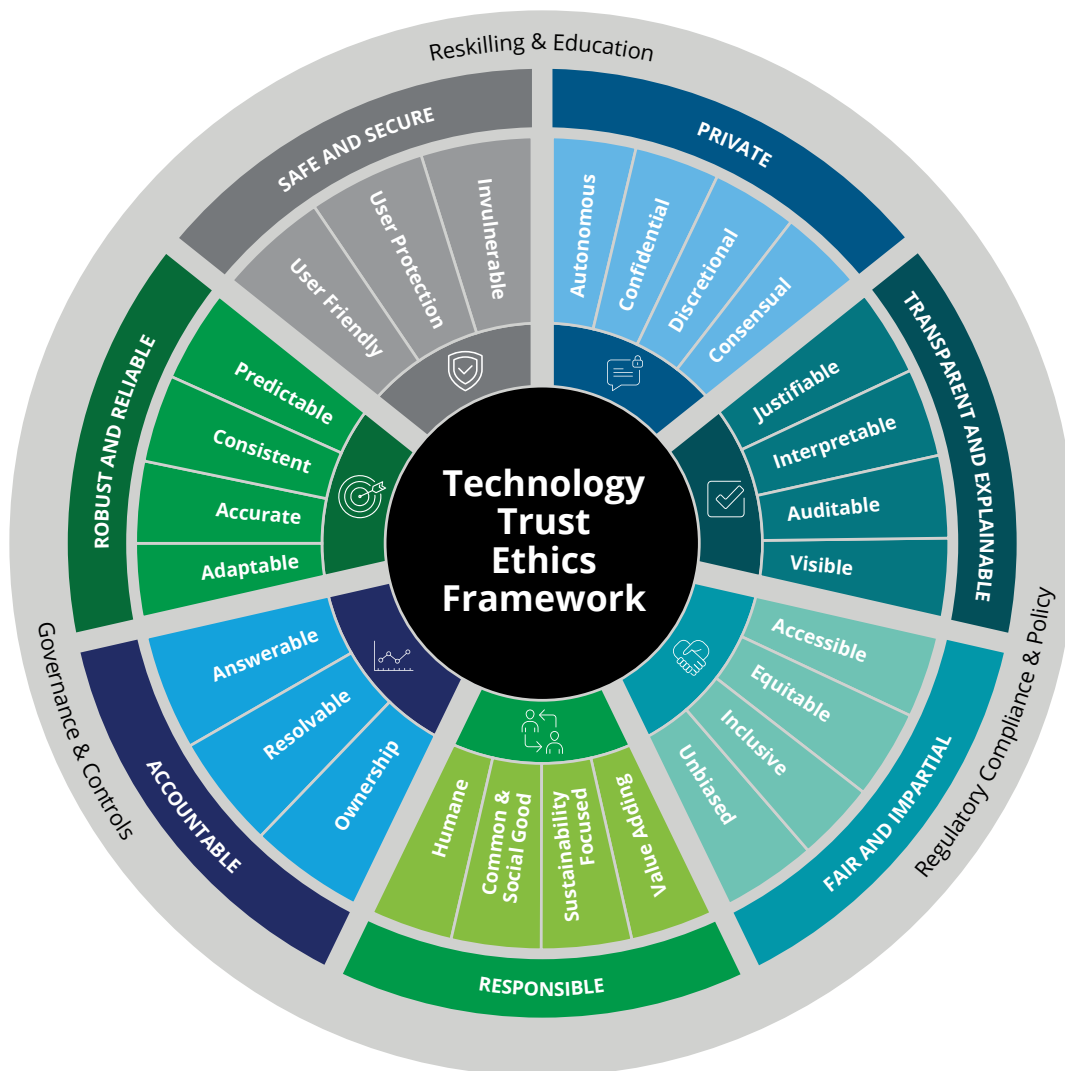 Reskilling & Education
Regulatory Compliance & Policy
Governance & Controls
Technology
Trust
Ethics
Framework
PRIVATE
Autonomous
Confidential
Discretional
Consensual
TRANSPARENT AND EXPLAINABLE
Justifiable
Interpretable
Auditable
Visible
FAIR AND IMPARTIAL
Accessible
Equitable
Inclusive
Unbiased
RESPONSIBLE
Humane
Common &
Social Good
Sustainability
Focused
Value Adding
ACCOUNTABLE
Answerable
Resolvable
Ownership
ROBUST AND RELIABLE
Predictable
Consistent
Accurate
Adaptable
SAFE AND SECURE
User Friendly
User Protection
Invulnerable